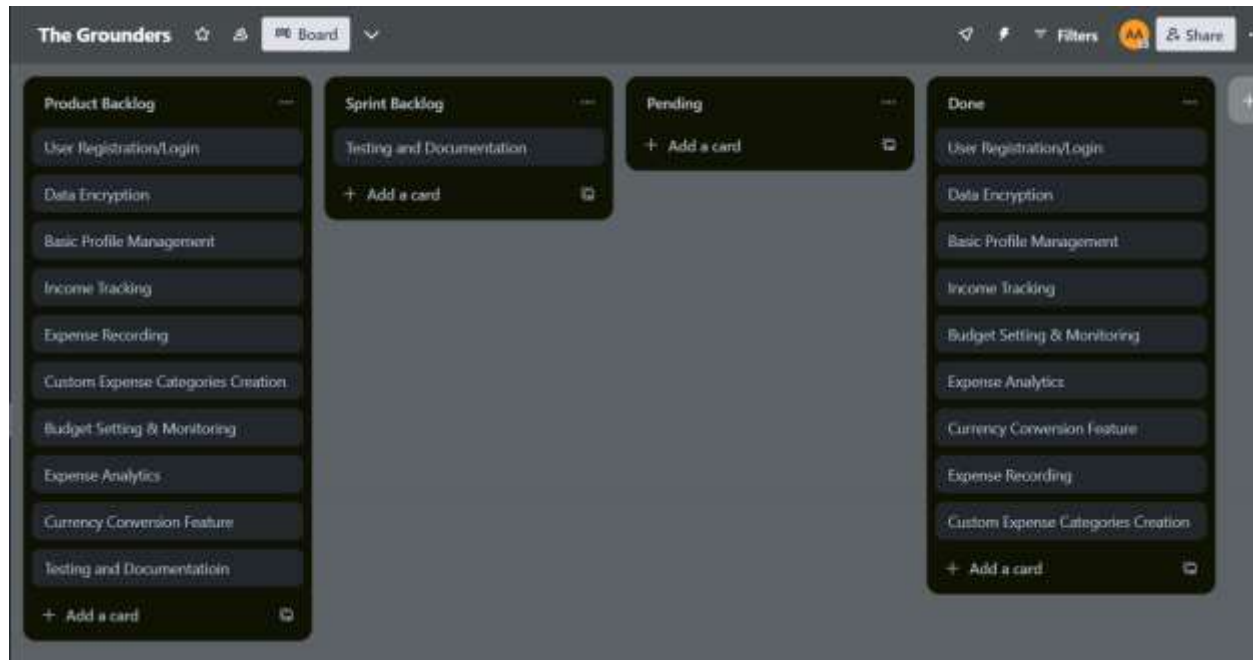 The Grounders
Board
Filters
AA
Share
Product Backlog
User Registration/Login
Data Encryption
Basic Profile Management
Income Tracking
Expense Recording
Custom Expense Categories Creation
Budget Setting & Monitoring
Expense Analytics
Currency Conversion Feature
Testing and Documentatioin
+ Add a card
Sprint Backlog
Testing and Documentation
+ Add a card
Pending
+ Add a card
Done
User Registration/Login
Data Encryption
Basic Profile Management
Income Tracking
Budget Setting & Monitoring
Expense Analytics
Currency Conversion Feature
Expense Recording
Custom Expense Categories Creation
+ Add a card